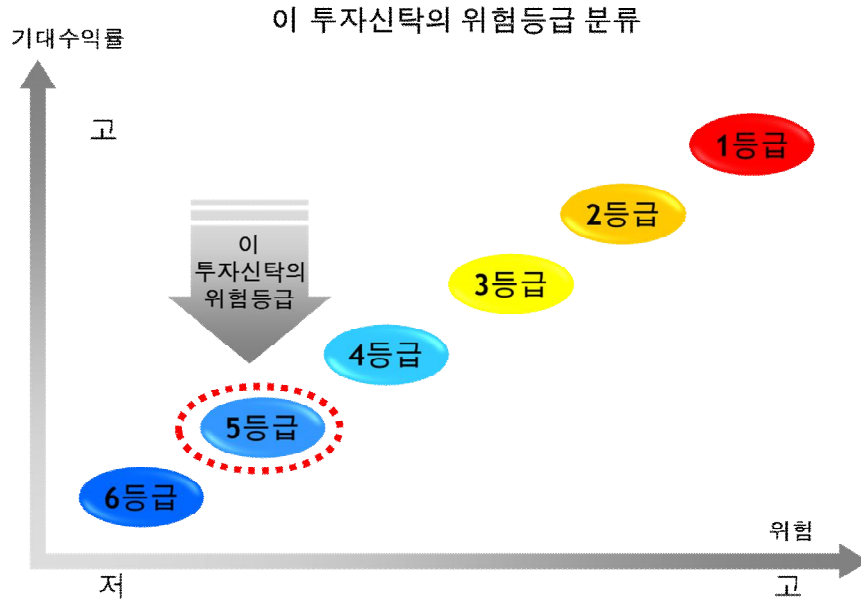 이 투자신탁의 위험등급 분류
기대수익률
고
1등급
2등급
이
투자신탁의
위험등급
3등급
4등급
5등급
6등급
위험
저
고